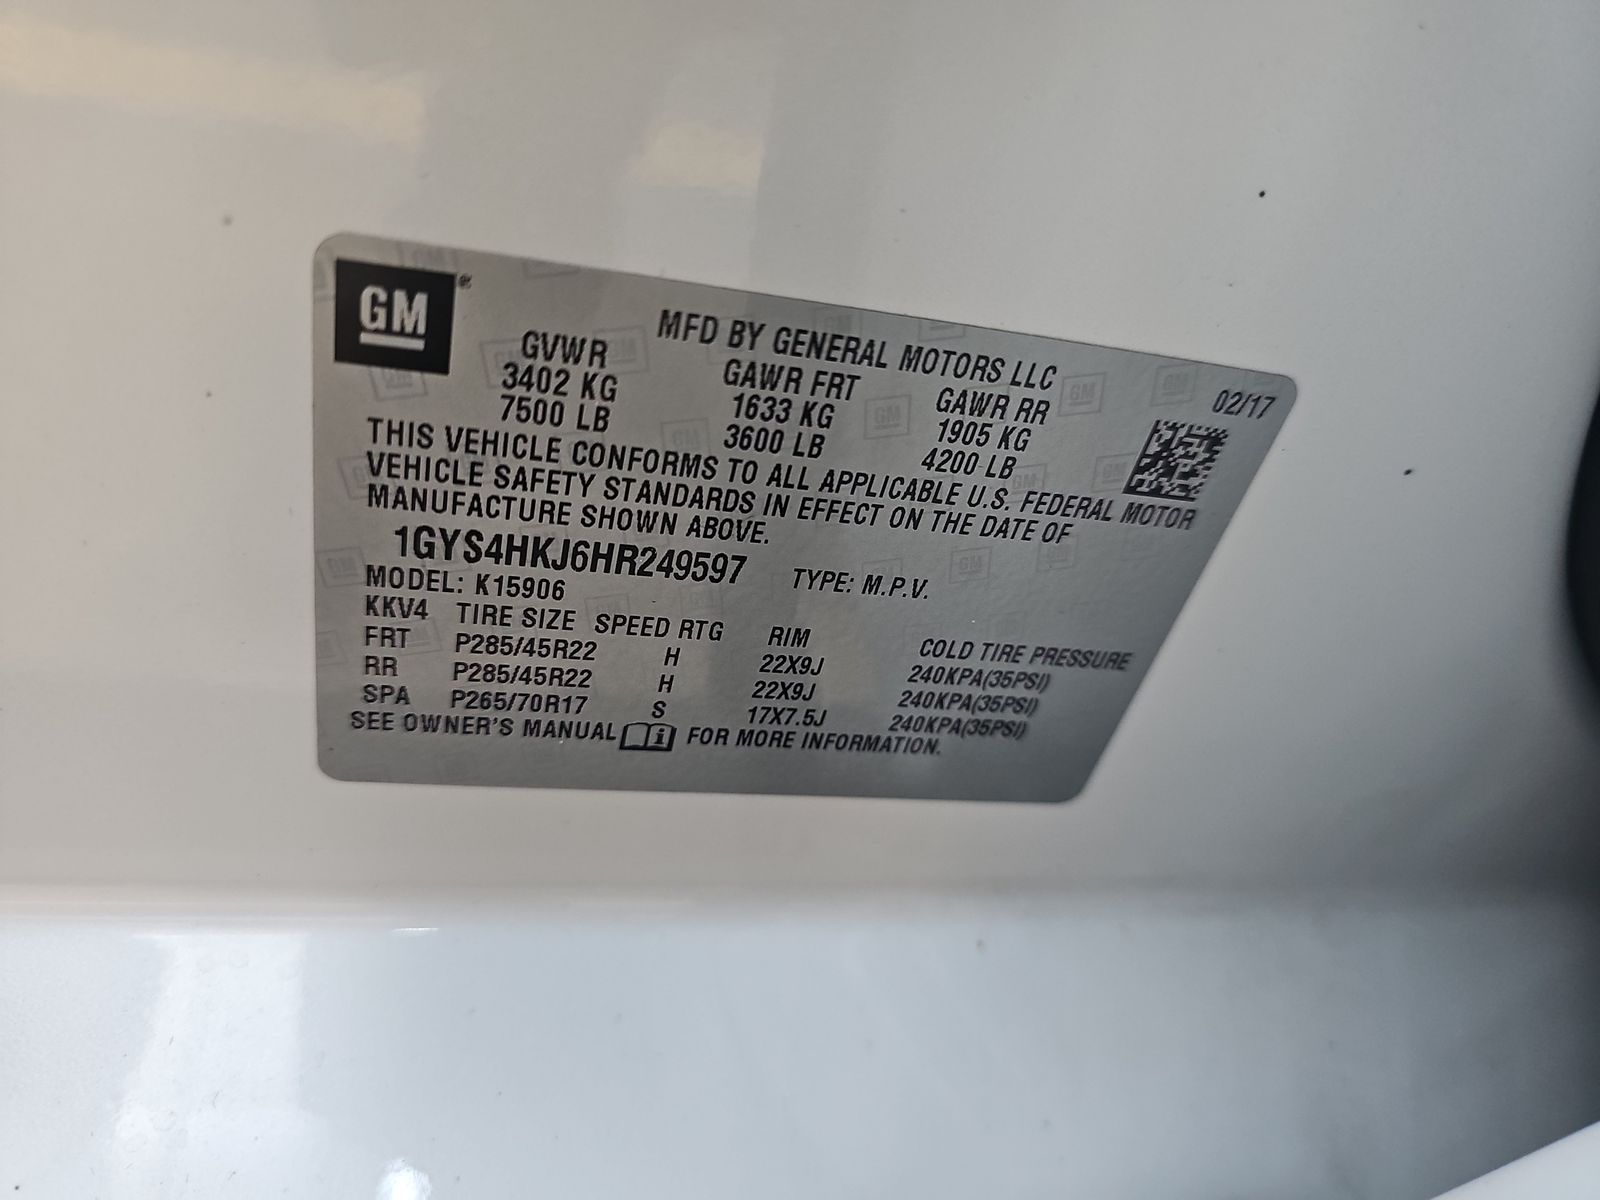 GM®
MFD BY GENERAL MOTORS LLC
02/17
GVWR GAWR FRT GAWR RR
3402 KG 1633 KG 1905 KG
7500 LB 3600 LB 4200 LB
THIS VEHICLE CONFORMS TO ALL APPLICABLE U.S. FEDERAL MOTOR
VEHICLE SAFETY STANDARDS IN EFFECT ON THE DATE OF
MANUFACTURE SHOWN ABOVE.
1GYS4HKJ6HR249597 TYPE: M.P.V.
MODEL: K15906
KKV4 TIRE SIZE SPEED RTG RIM COLD TIRE PRESSURE
FRT P285/45R22 H 22X9J 240KPA(35PSI)
RR P285/45R22 H 22X9J 240KPA(35PSI)
SPA P265/70R17 S 17X7.5J 240KPA(35PSI)
SEE OWNER'S MANUAL i FOR MORE INFORMATION.